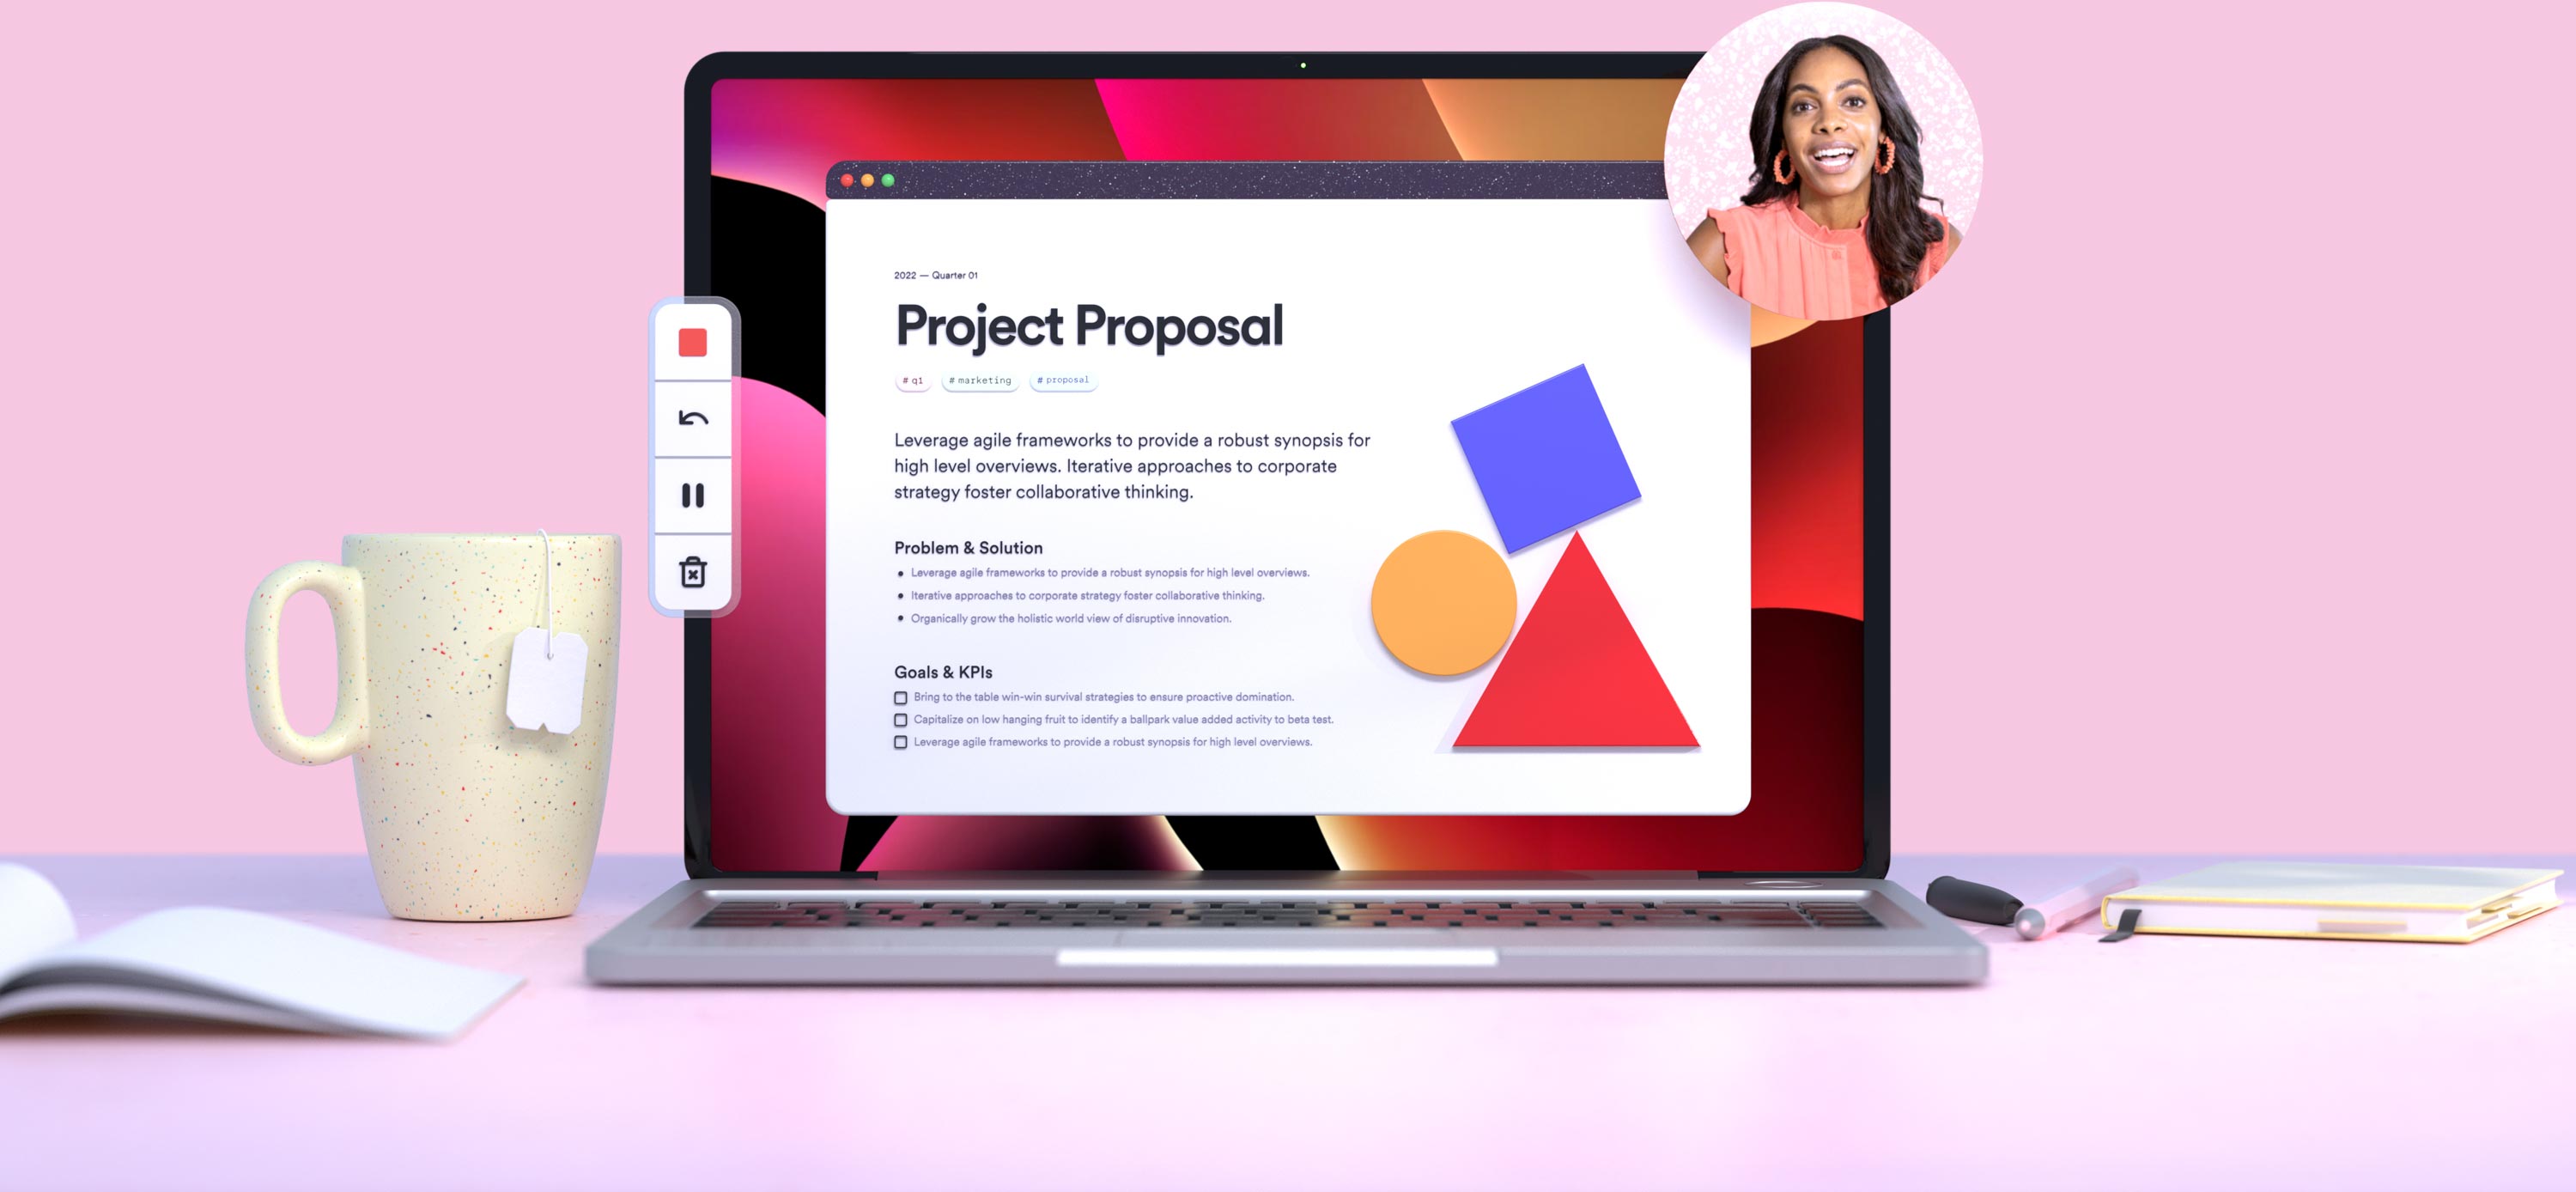 2022 — Quarter 01
Project Proposal
# q1 # marketing # proposal
Leverage agile frameworks to provide a robust synopsis for
high level overviews. Iterative approaches to corporate
strategy foster collaborative thinking.
Problem & Solution
Leverage agile frameworks to provide a robust synopsis for high level overviews.
Iterative approaches to corporate strategy foster collaborative thinking.
Organically grow the holistic world view of disruptive innovation.
Goals & KPIs
Bring to the table win-win survival strategies to ensure proactive domination.
Capitalize on low hanging fruit to identify a ballpark value added activity to beta test.
Leverage agile frameworks to provide a robust synopsis for high level overviews.